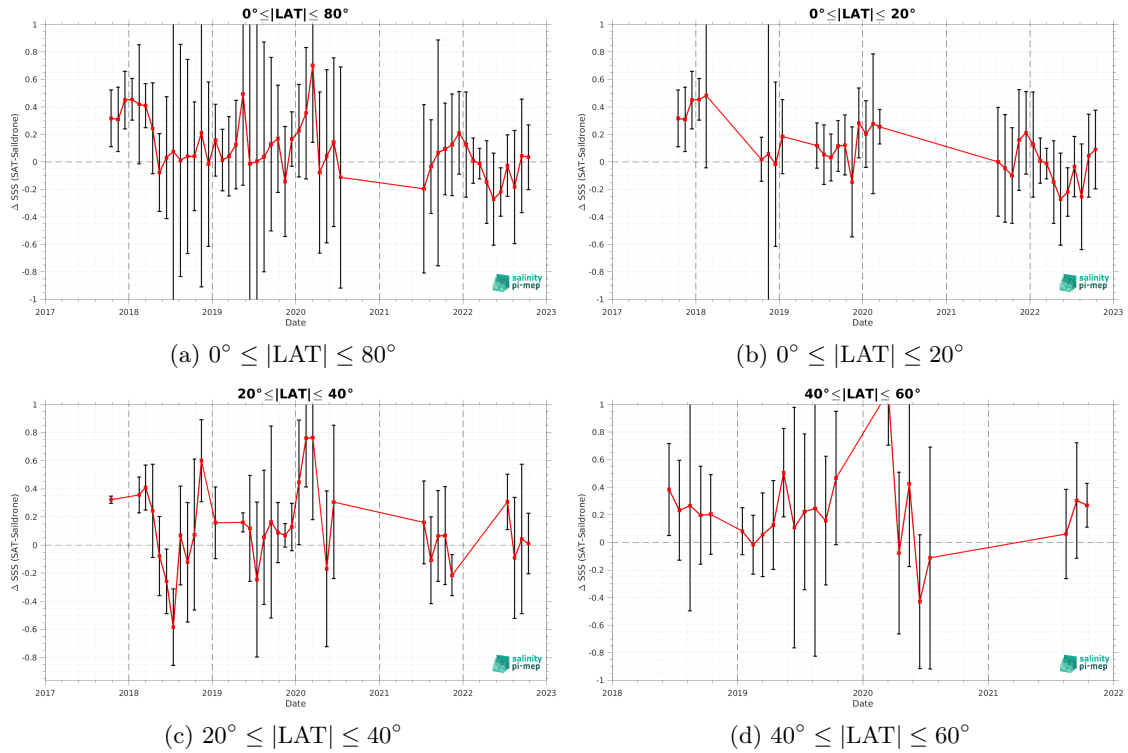 0°≤|LAT|≤ 80°
1
0.8
0.6
0.4
0.2
0
-0.2
-0.4
-0.6
-0.8
-1
Δ SSS (SAT-Saildrone)
2017 2018 2019 2020 2021 2022 2023
Date
salinity
pi-mep
(a) 0° ≤ |LAT| ≤ 80°
0°≤|LAT|≤ 20°
1
0.8
0.6
0.4
0.2
0
-0.2
-0.4
-0.6
-0.8
-1
Δ SSS (SAT-Saildrone)
2017 2018 2019 2020 2021 2022 2023
Date
salinity
pi-mep
(b) 0° ≤ |LAT| ≤ 20°
20°≤|LAT|≤ 40°
1
0.8
0.6
0.4
0.2
0
-0.2
-0.4
-0.6
-0.8
Δ SSS (SAT-Saildrone)
2017 2018 2019 2020 2021 2022 2023
Date
salinity
pi-mep
(c) 20° ≤ |LAT| ≤ 40°
40°≤|LAT|≤ 60°
1
0.8
0.6
0.4
0.2
0
-0.2
-0.4
-0.6
-0.8
-1
Δ SSS (SAT-Saildrone)
2018 2019 2020 2021 2022
Date
salinity
pi-mep
(d) 40° ≤ |LAT| ≤ 60°